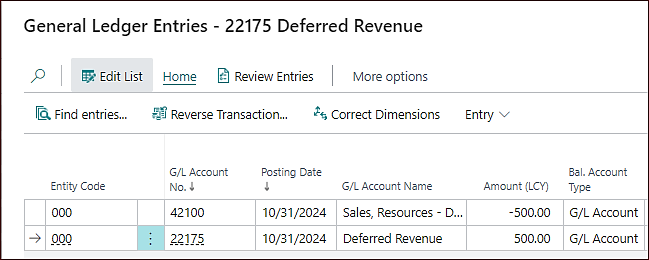 General Ledger Entries - 22175 Deferred Revenue
Edit List Home Review Entries More options
Find entries... Reverse Transaction... Correct Dimensions Entry
Entity Code G/L Account No. ↓ Posting Date ↓ G/L Account Name Amount (LCY) Bal. Account Type
000 42100 10/31/2024 Sales, Resources - D... -500.00 G/L Account
000 22175 10/31/2024 Deferred Revenue 500.00 G/L Account